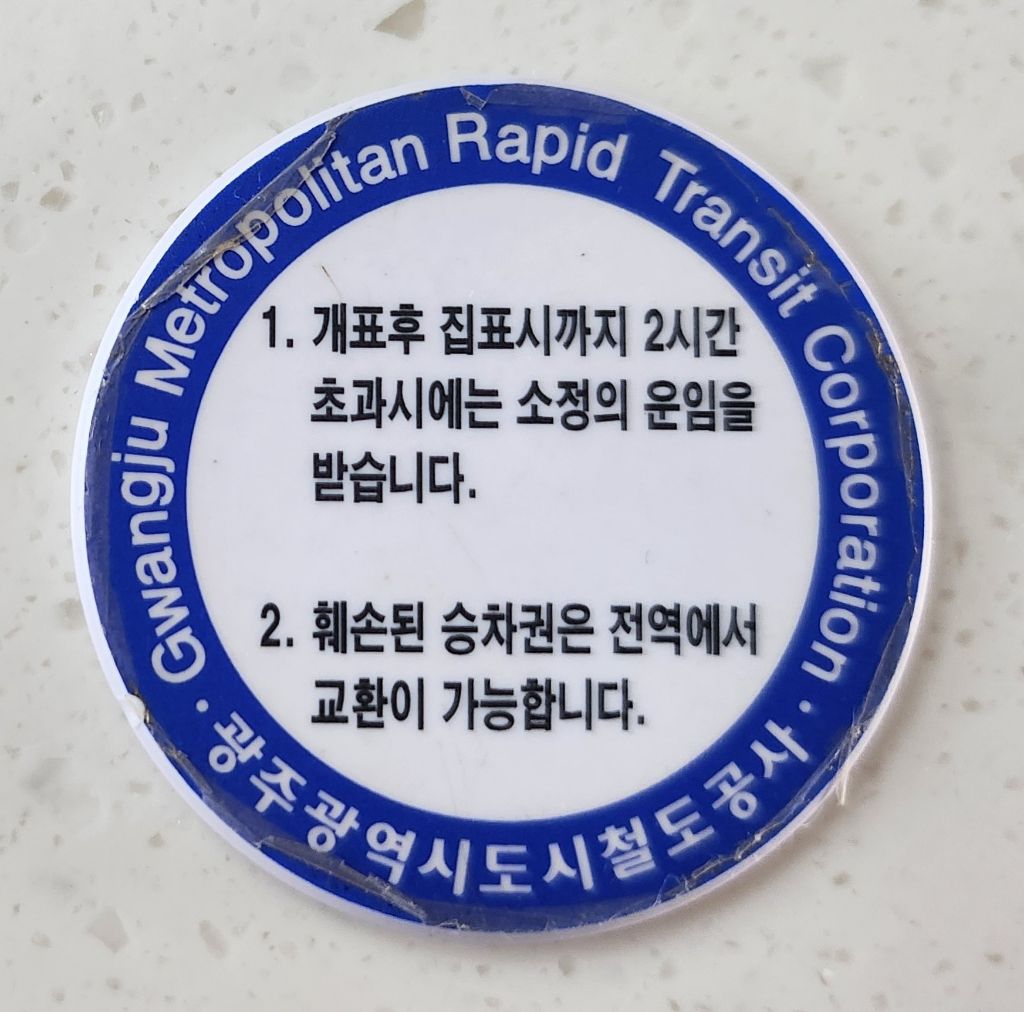 Gwangju Metropolitan Rapid Transit Corporation
1. 개표후 집표시까지 2시간
초과시에는 소정의 운임을
받습니다.
2. 훼손된 승차권은 전역에서
교환이 가능합니다.
· 광주광역시도시철도공사 ·